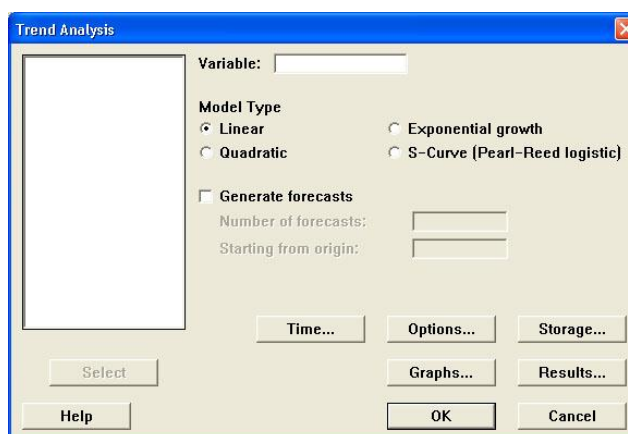 Trend Analysis
Variable:
Model Type
Linear
Exponential growth
Quadratic
S-Curve (Pearl-Reed logistic)
Generate forecasts
Number of forecasts:
Starting from origin:
Time...
Options...
Storage...
Select
Graphs...
Results...
Help
OK
Cancel